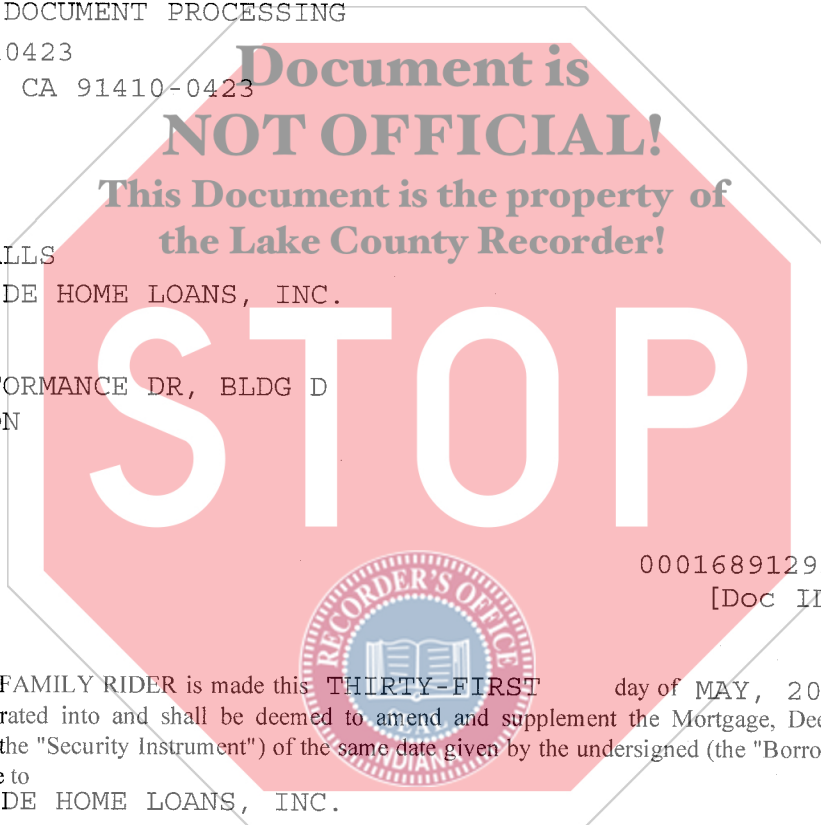 DOCUMENT PROCESSING
0423
CA 91410-0423
Document is
NOT OFFICIAL!
This Document is the property of
the Lake County Recorder!
LLS
DE HOME LOANS, INC.
ORMANCE DR, BLDG D
N
STOP
0001689129
[Doc I
RECORDER'S OFFICE
SEAL
INDIANA
FAMILY RIDER is made this THIRTY-FIRST day of MAY, 20
rated into and shall be deemed to amend and supplement the Mortgage, Dee
the "Security Instrument") of the same date given by the undersigned (the "Borro
e to
DE HOME LOANS, INC.